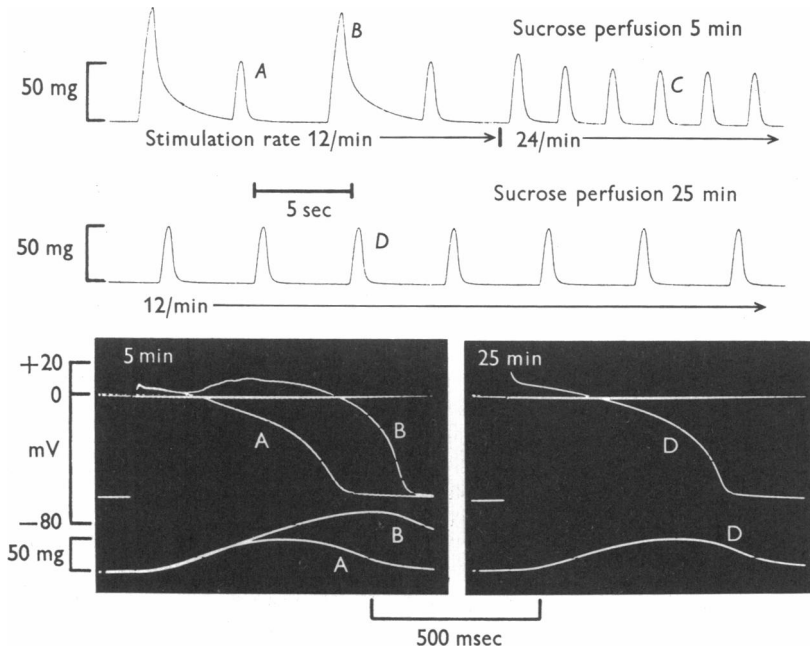 B
Sucrose perfusion 5 min
50 mg
A
C
Stimulation rate 12/min
24/min
5 sec
Sucrose perfusion 25 min
50 mg
D
12/min
+20
0
mV
−80
50 mg
5 min
A
B
B
A
25 min
D
D
500 msec